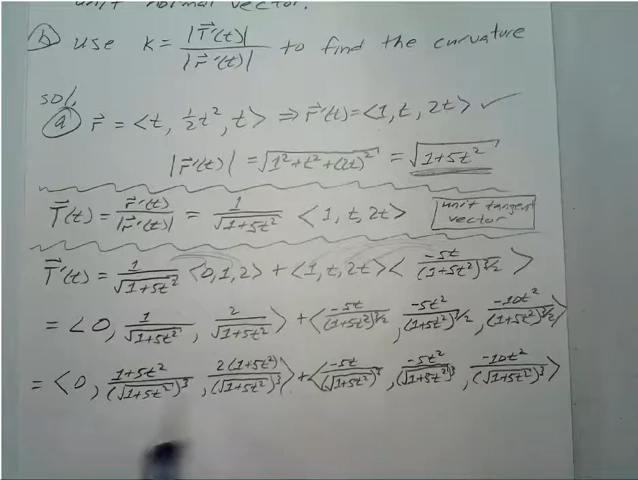 unit normal vector.
(b) use K = |T⃗'(t)| / |r⃗'(t)| to find the curvature
sol.
(a) r⃗ = <t, ½t², t> ⇒ r⃗'(t) = <1, t, 2t> ✓
|r⃗'(t)| = √(1²+t²+(2t)²) = √(1+5t²)
T⃗(t) = r⃗'(t) / |r⃗'(t)| = 1/√(1+5t²) <1, t, 2t> unit tangent vector
T⃗'(t) = 1/√(1+5t²) <0,1,2> + <1,t,2t> < -5t/(1+5t²)^(3/2) >
= <0, 1/√(1+5t²), 2/√(1+5t²)> + <-5t/(1+5t²)^(3/2), -5t²/(1+5t²)^(3/2), -10t²/(1+5t²)^(3/2)>
= <0, 1+5t²/(√(1+5t²))³, 2(1+5t²)/(√(1+5t²))³> + <-5t/(√(1+5t²))³, -5t²/(√(1+5t²))³, -10t²/(√(1+5t²))³>